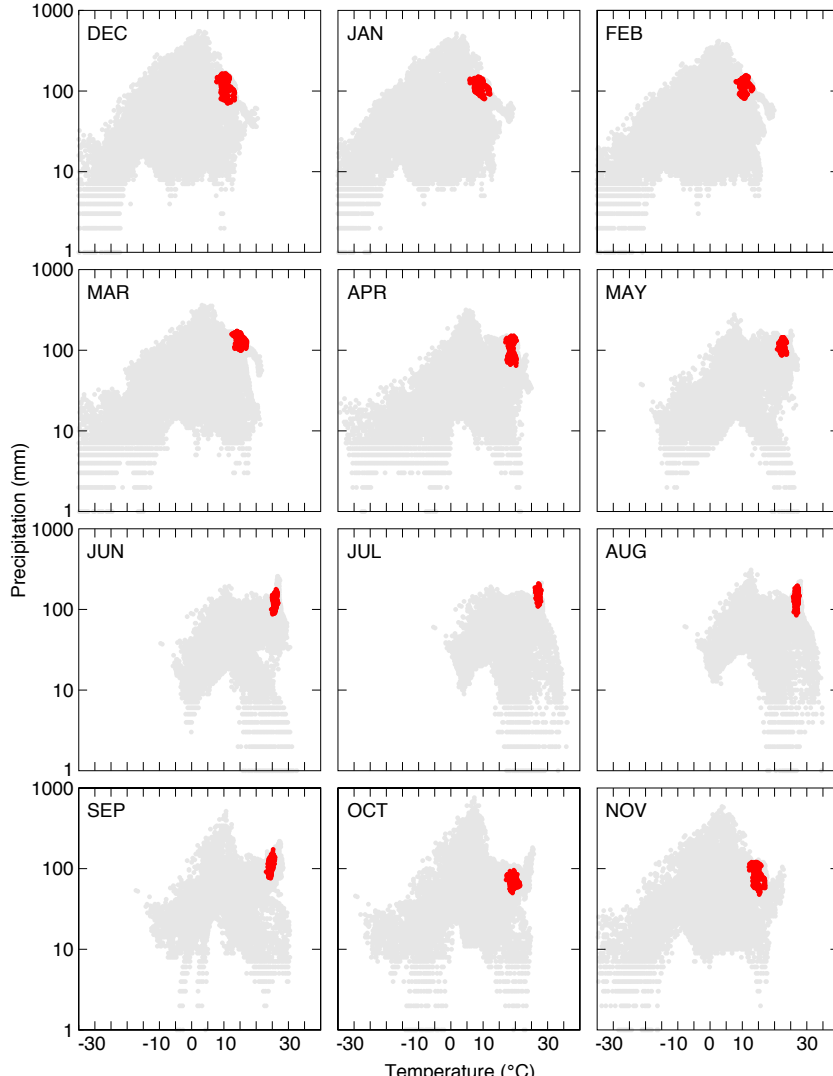 1000 DEC JAN FEB
100
10
1
1000 MAR APR MAY
100
10
1
Precipitation (mm)
1000 JUN JUL AUG
100
10
1
1000 SEP OCT NOV
100
10
1
-30 -10 0 10 30 -30 -10 0 10 30 -30 -10 0 10 30
Temperature (°C)